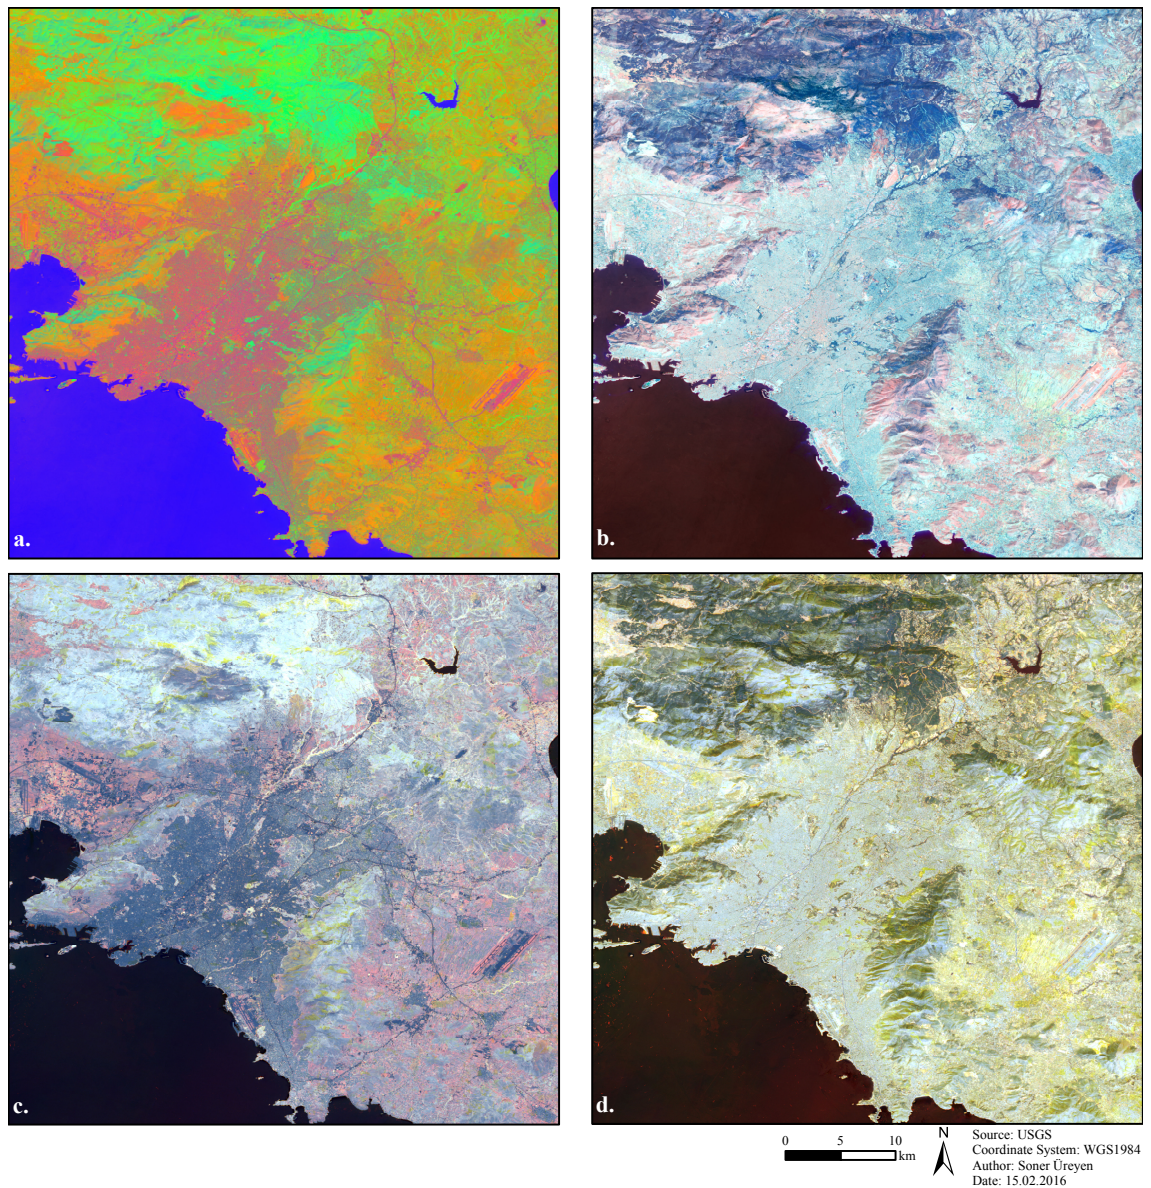 a.
b.
c.
d.
0 5 10
km
N
Source: USGS
Coordinate System: WGS1984
Author: Soner Üreyen
Date: 15.02.2016